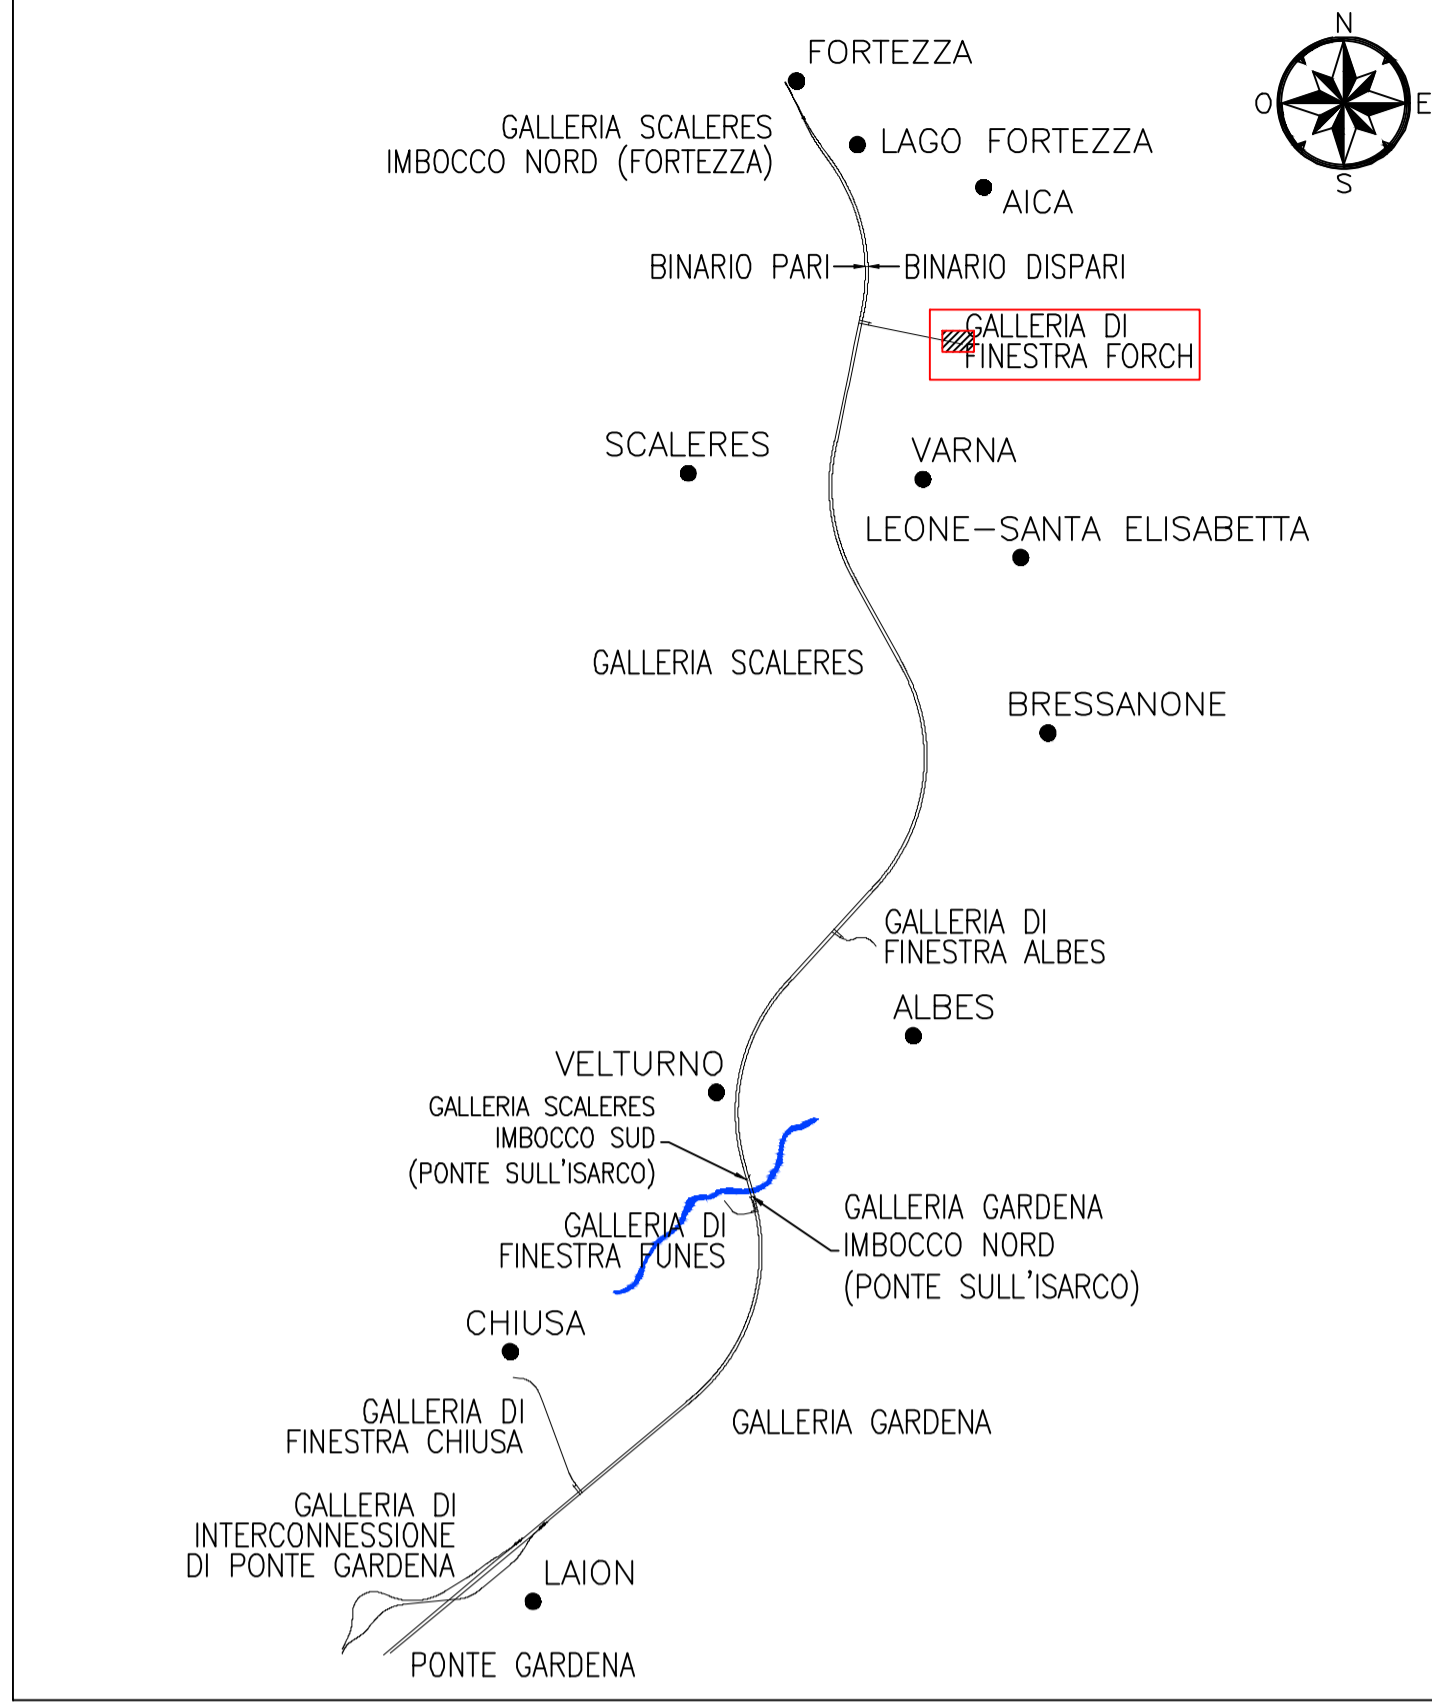 N
FORTEZZA
O
E
GALLERIA SCALERES
IMBOCCO NORD (FORTEZZA)
LAGO FORTEZZA
S
AICA
BINARIO PARI
BINARIO DISPARI
GALLERIA DI
FINESTRA FORCH
SCALERES
VARNA
LEONE-SANTA ELISABETTA
GALLERIA SCALERES
BRESSANONE
GALLERIA DI
FINESTRA ALBES
ALBES
VELTURNO
GALLERIA SCALERES
IMBOCCO SUD
(PONTE SULL'ISARCO)
GALLERIA GARDENA
IMBOCCO NORD
(PONTE SULL'ISARCO)
GALLERIA DI
FINESTRA FUNES
CHIUSA
GALLERIA DI
FINESTRA CHIUSA
GALLERIA GARDENA
GALLERIA DI
INTERCONNESSIONE
DI PONTE GARDENA
LAION
PONTE GARDENA